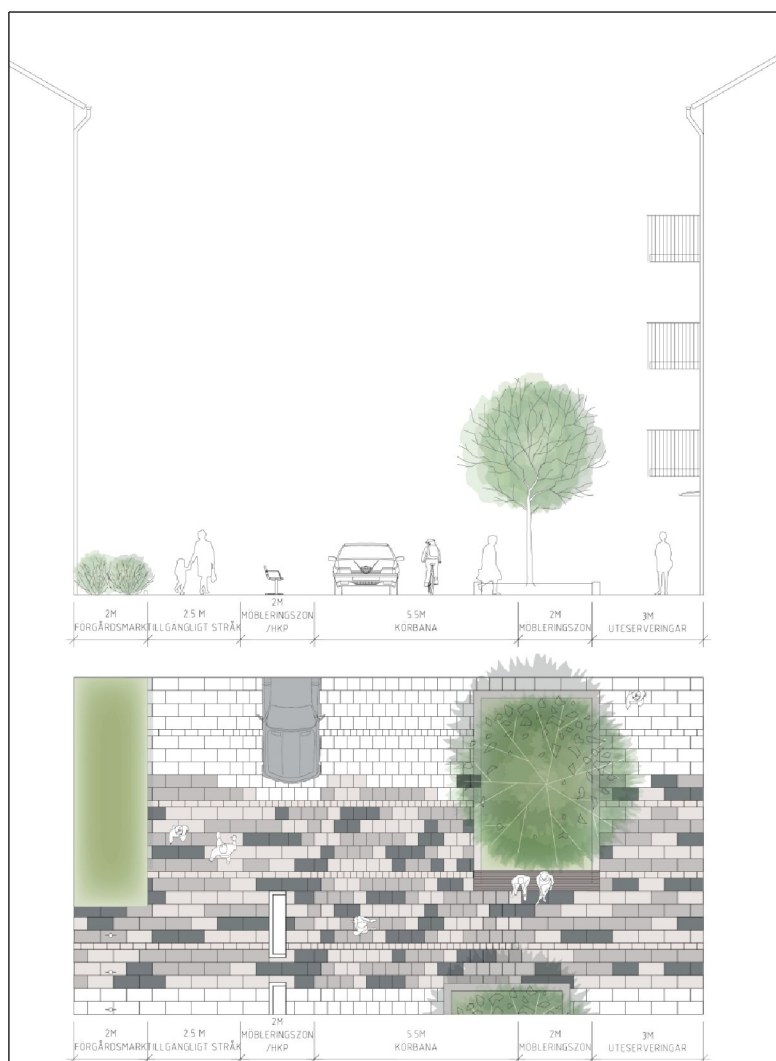 2M
FÖRGÅRDSMARK
2.5 M
TILLGÄNGLIGT STRÅK
2M
MÖBLERINGSZON
/HKP
5.5M
KÖRBANA
2M
MÖBLERINGSZON
3M
UTESERVERINGAR
2M
FÖRGÅRDSMARK
2.5 M
TILLGÄNGLIGT STRÅK
2M
MÖBLERINGSZON
/HKP
5.5M
KÖRBANA
2M
MÖBLERINGSZON
3M
UTESERVERINGAR